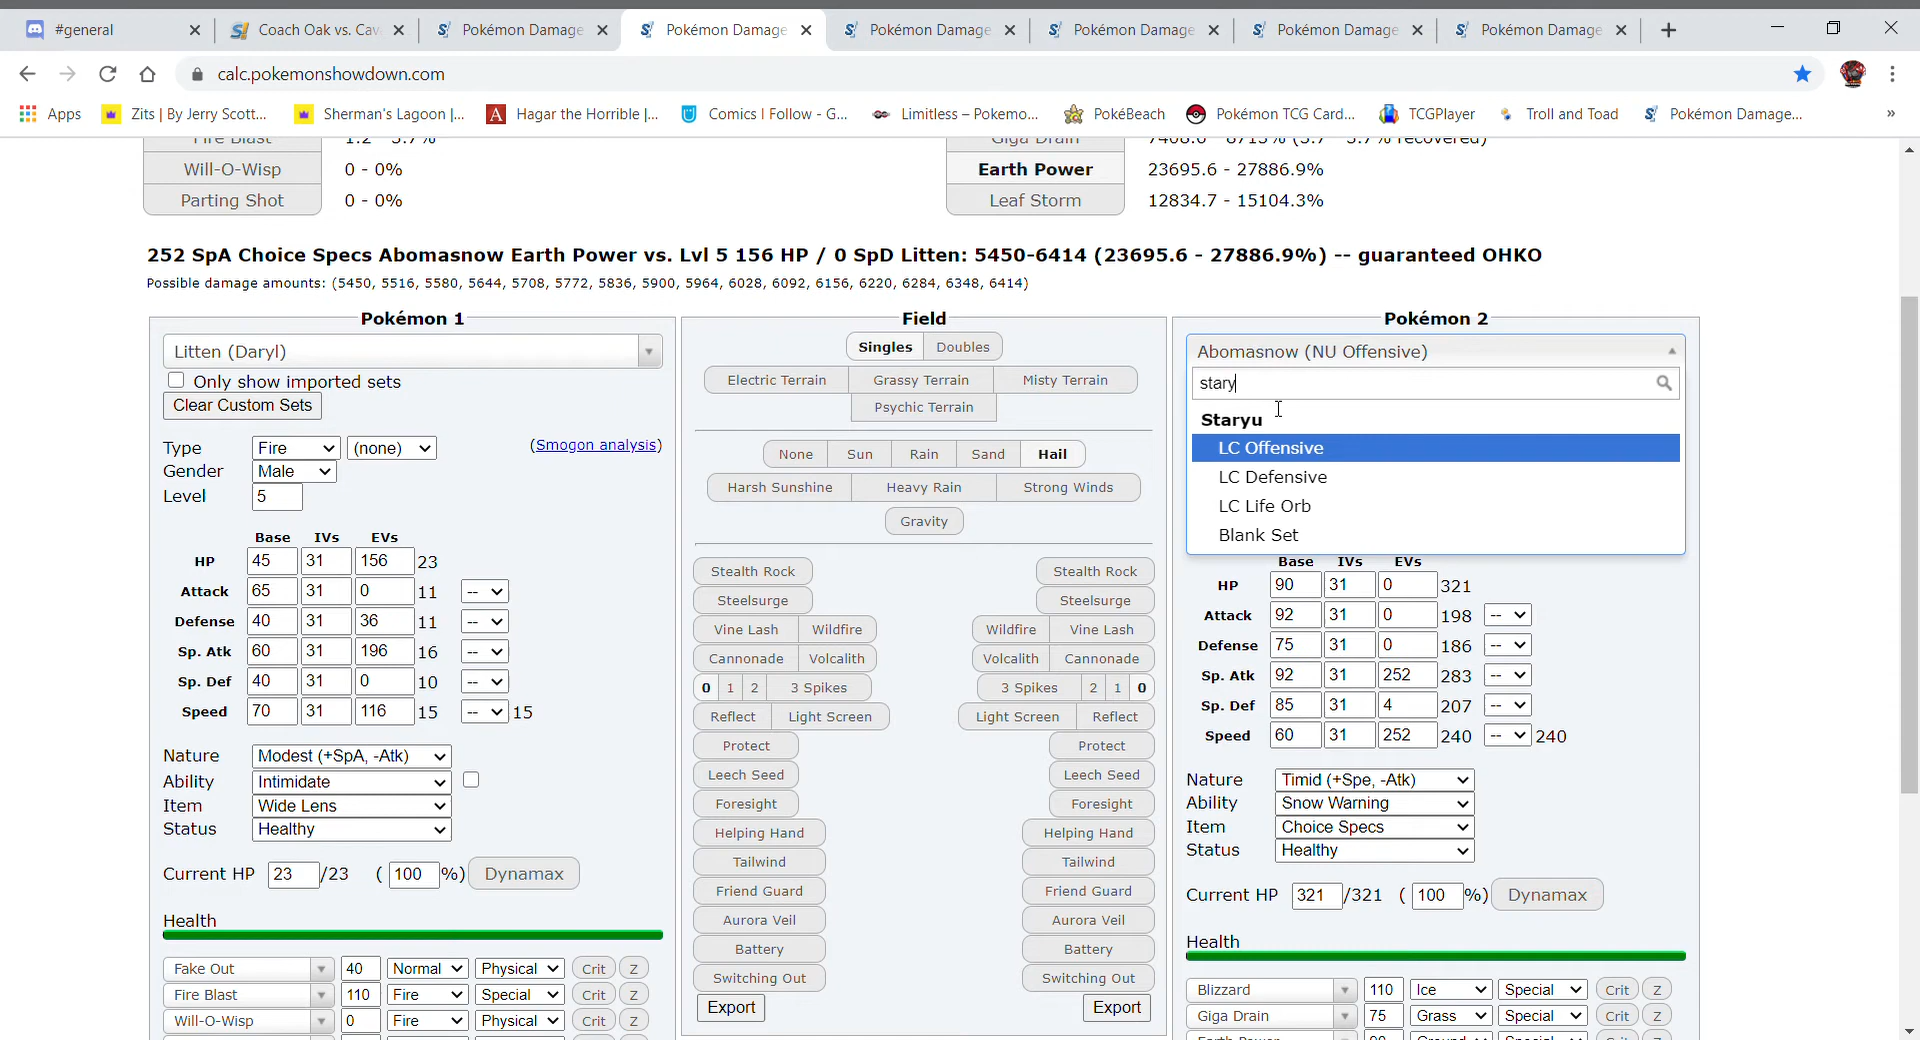 #general
Coach Oak vs. Cav
Pokémon Damage
Pokémon Damage
Pokémon Damage
Pokémon Damage
Pokémon Damage
Pokémon Damage
calc.pokemonshowdown.com
Apps Zits | By Jerry Scott... Sherman's Lagoon |... Hagar the Horrible |... Comics I Follow - G... Limitless – Pokemo... PokéBeach Pokémon TCG Card... TCGPlayer Troll and Toad Pokémon Damage... »
Fire Blast 1.2 - 3.7%
Will-O-Wisp 0 - 0%
Parting Shot 0 - 0%
Giga Drain
Earth Power 23695.6 - 27886.9%
Leaf Storm 12834.7 - 15104.3%
252 SpA Choice Specs Abomasnow Earth Power vs. Lvl 5 156 HP / 0 SpD Litten: 5450-6414 (23695.6 - 27886.9%) -- guaranteed OHKO
Possible damage amounts: (5450, 5516, 5580, 5644, 5708, 5772, 5836, 5900, 5964, 6028, 6092, 6156, 6220, 6284, 6348, 6414)
Pokémon 1
Litten (Daryl)
Only show imported sets
Clear Custom Sets
Type Fire (none) (Smogon analysis)
Gender Male
Level 5
Base IVs EVs
HP 45 31 156 23
Attack 65 31 0 11 --
Defense 40 31 36 11 --
Sp. Atk 60 31 196 16 --
Sp. Def 40 31 0 10 --
Speed 70 31 116 15 -- 15
Nature Modest (+SpA, -Atk)
Ability Intimidate
Item Wide Lens
Status Healthy
Current HP 23 /23 ( 100 %) Dynamax
Health
Fake Out 40 Normal Physical Crit Z
Fire Blast 110 Fire Special Crit Z
Will-O-Wisp 0 Fire Physical Crit Z
Field
Singles Doubles
Electric Terrain Grassy Terrain Misty Terrain
Psychic Terrain
None Sun Rain Sand Hail
Harsh Sunshine Heavy Rain Strong Winds
Gravity
Stealth Rock Stealth Rock
Steelsurge Steelsurge
Vine Lash Wildfire Wildfire Vine Lash
Cannonade Volcalith Volcalith Cannonade
0 1 2 3 Spikes 3 Spikes 2 1 0
Reflect Light Screen Light Screen Reflect
Protect Protect
Leech Seed Leech Seed
Foresight Foresight
Helping Hand Helping Hand
Tailwind Tailwind
Friend Guard Friend Guard
Aurora Veil Aurora Veil
Battery Battery
Switching Out Switching Out
Export Export
Pokémon 2
Abomasnow (NU Offensive)
stary
Staryu
LC Offensive
LC Defensive
LC Life Orb
Blank Set
Base IVs EVs
HP 90 31 0 321
Attack 92 31 0 198 --
Defense 75 31 0 186 --
Sp. Atk 92 31 252 283 --
Sp. Def 85 31 4 207 --
Speed 60 31 252 240 -- 240
Nature Timid (+Spe, -Atk)
Ability Snow Warning
Item Choice Specs
Status Healthy
Current HP 321 /321 ( 100 %) Dynamax
Health
Blizzard 110 Ice Special Crit Z
Giga Drain 75 Grass Special Crit Z